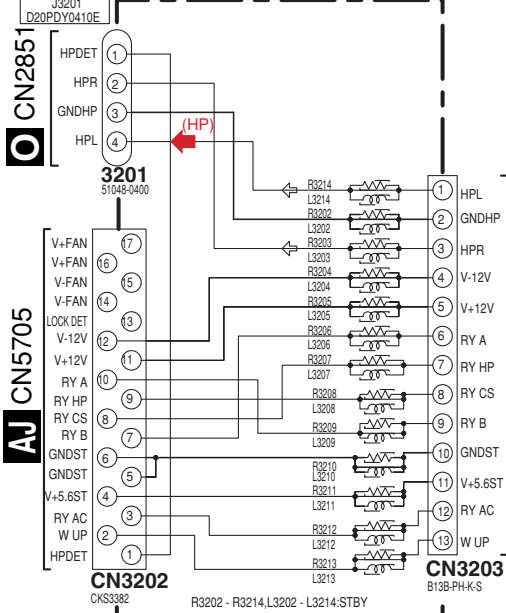 J3201
D20PDY0410E
O CN2851
HPDET 1
HPR 2
GNDHP 3
HPL 4
(HP)
3201
51048-0400
AJ CN5705
V+FAN 17
V+FAN 16
V-FAN 15
V-FAN 14
LOCK DET 13
V-12V 12
V+12V 11
RY A 10
RY HP 9
RY CS 8
RY B 7
GNDST 6
GNDST 5
V+5.6ST 4
RY AC 3
W UP 2
HPDET 1
CN3202
CKS3382
R3214
L3214
R3202
L3202
R3203
L3203
R3204
L3204
R3205
L3205
R3206
L3206
R3207
L3207
R3208
L3208
R3209
L3209
R3210
L3210
R3211
L3211
R3212
L3212
R3213
L3213
1 HPL
2 GNDHP
3 HPR
4 V-12V
5 V+12V
6 RY A
7 RY HP
8 RY CS
9 RY B
10 GNDST
11 V+5.6ST
12 RY AC
13 W UP
CN3203
B13B-PH-K-S
R3202 - R3214,L3202 - L3214:STBY